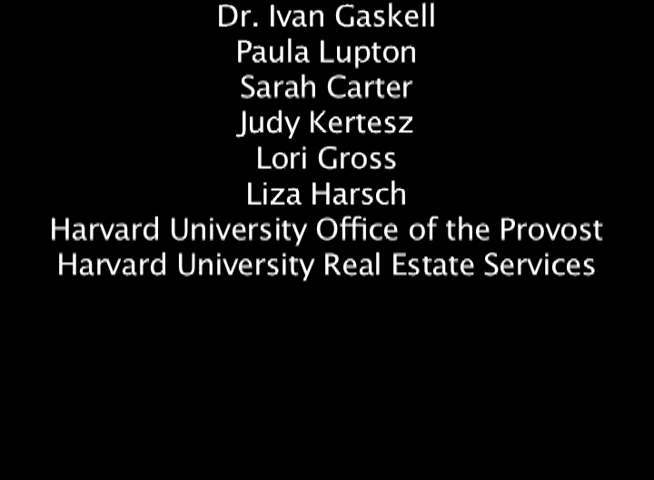 Dr. Ivan Gaskell
Paula Lupton
Sarah Carter
Judy Kertesz
Lori Gross
Liza Harsch
Harvard University Office of the Provost
Harvard University Real Estate Services